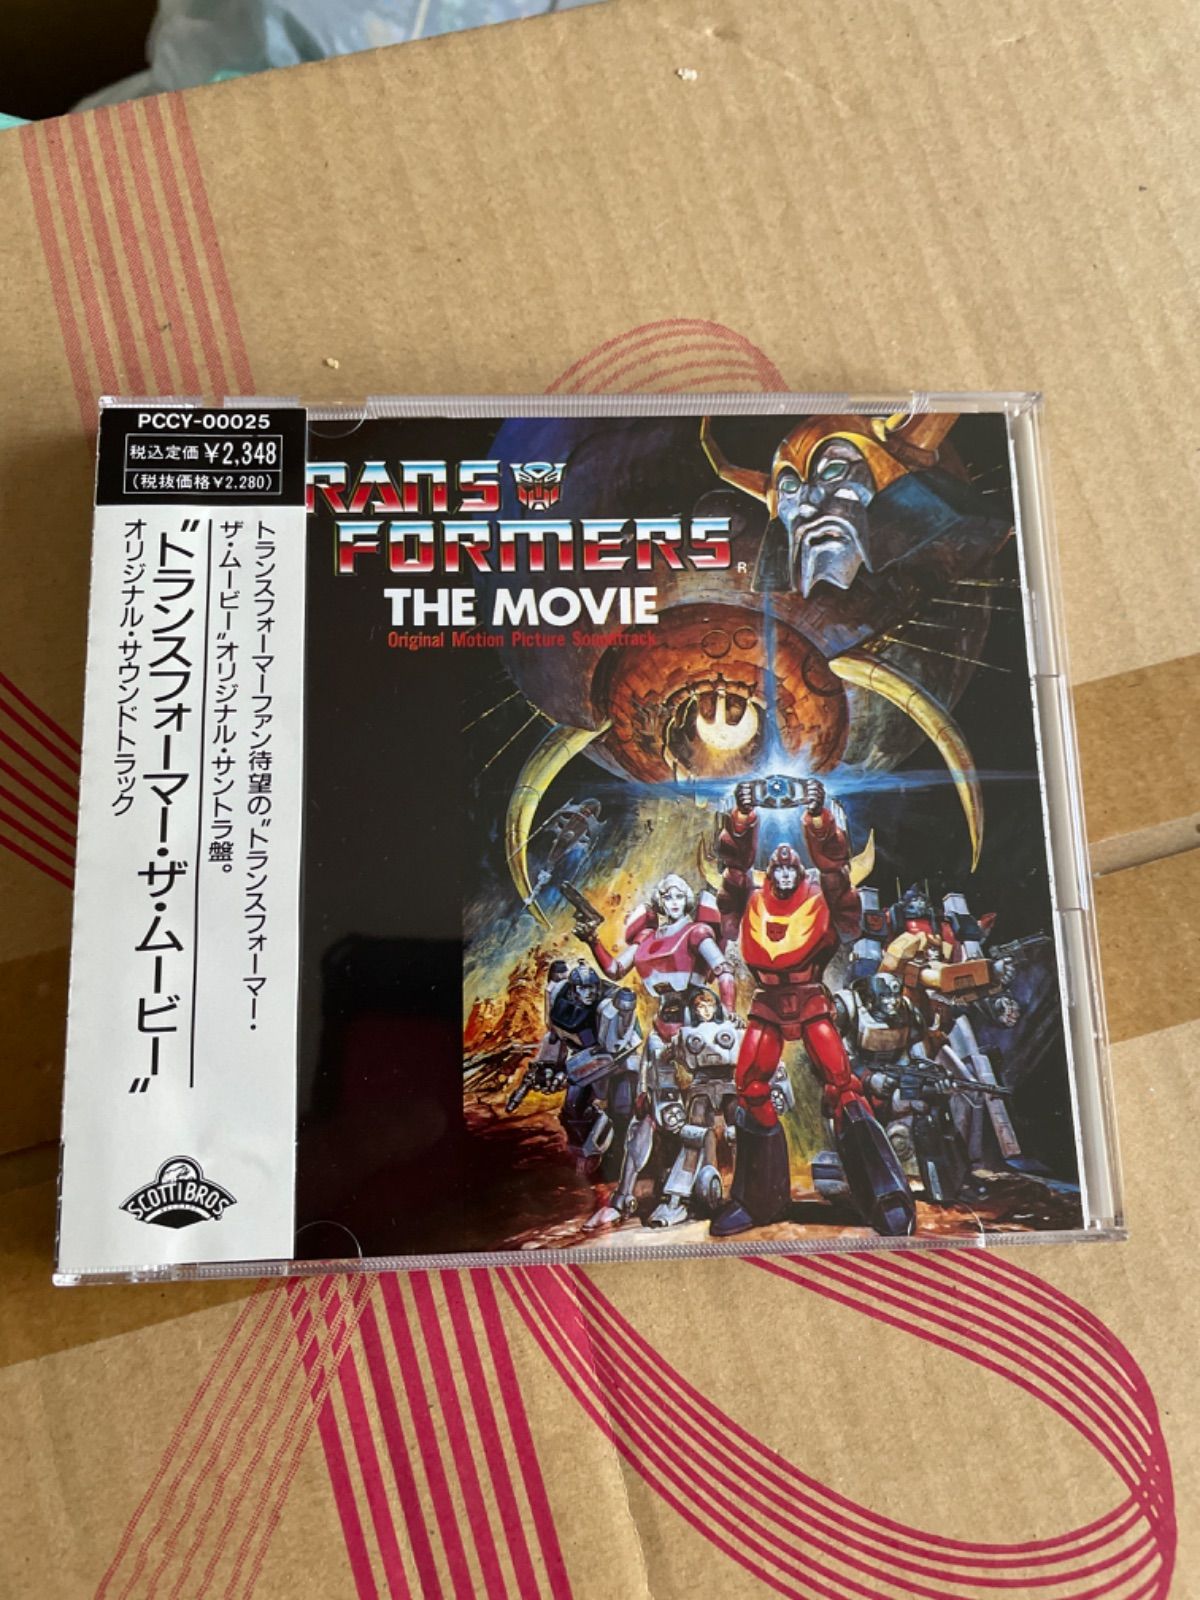 PCCY-00025
税込定価 ¥2,348
(税抜価格¥2,280)
トランスフォーマーファン待望の"トランスフォーマー・
ザ・ムービー"オリジナル・サントラ盤。
"トランスフォーマー・ザ・ムービー"
オリジナル・サウンドトラック
SCOTTI BROS.
RANS
FORMERS
R
THE MOVIE
Original Motion Picture Soundtrack